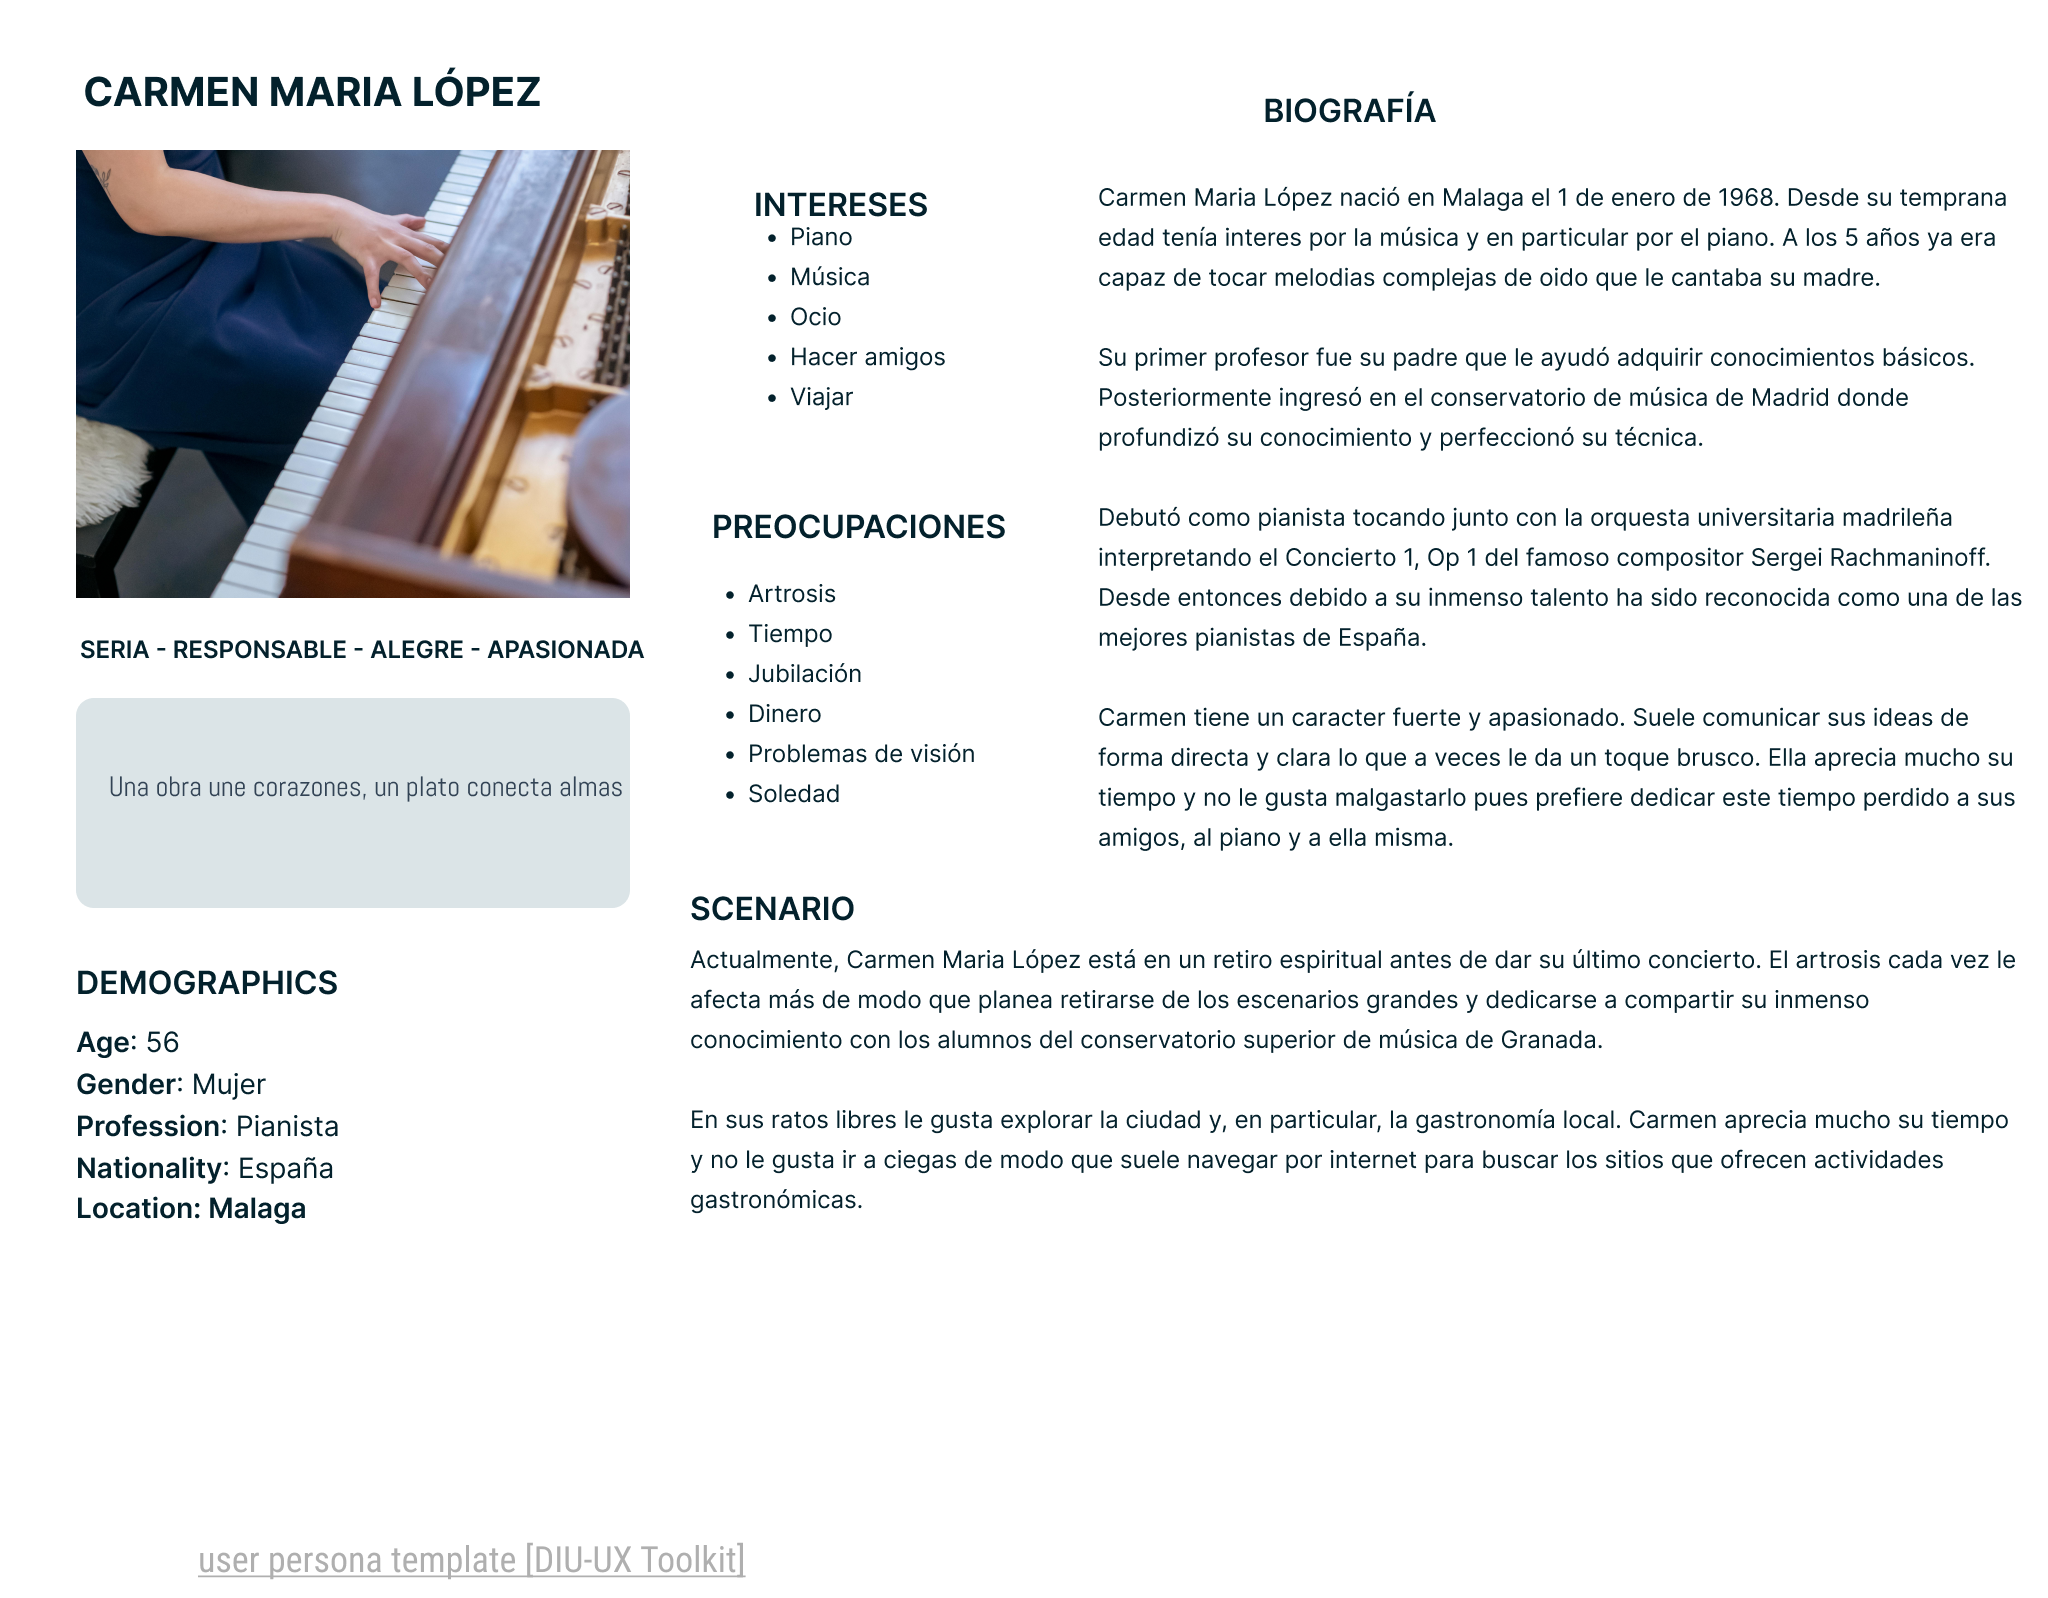 CARMEN MARIA LÓPEZ
SERIA - RESPONSABLE - ALEGRE - APASIONADA
Una obra une corazones, un plato conecta almas
DEMOGRAPHICS
Age: 56
Gender: Mujer
Profession: Pianista
Nationality: España
Location: Malaga
INTERESES
• Piano
• Música
• Ocio
• Hacer amigos
• Viajar
PREOCUPACIONES
• Artrosis
• Tiempo
• Jubilación
• Dinero
• Problemas de visión
• Soledad
BIOGRAFÍA
Carmen Maria López nació en Malaga el 1 de enero de 1968. Desde su temprana
edad tenía interes por la música y en particular por el piano. A los 5 años ya era
capaz de tocar melodias complejas de oido que le cantaba su madre.
Su primer profesor fue su padre que le ayudó adquirir conocimientos básicos.
Posteriormente ingresó en el conservatorio de música de Madrid donde
profundizó su conocimiento y perfeccionó su técnica.
Debutó como pianista tocando junto con la orquesta universitaria madrileña
interpretando el Concierto 1, Op 1 del famoso compositor Sergei Rachmaninoff.
Desde entonces debido a su inmenso talento ha sido reconocida como una de las
mejores pianistas de España.
Carmen tiene un caracter fuerte y apasionado. Suele comunicar sus ideas de
forma directa y clara lo que a veces le da un toque brusco. Ella aprecia mucho su
tiempo y no le gusta malgastarlo pues prefiere dedicar este tiempo perdido a sus
amigos, al piano y a ella misma.
SCENARIO
Actualmente, Carmen Maria López está en un retiro espiritual antes de dar su último concierto. El artrosis cada vez le
afecta más de modo que planea retirarse de los escenarios grandes y dedicarse a compartir su inmenso
conocimiento con los alumnos del conservatorio superior de música de Granada.
En sus ratos libres le gusta explorar la ciudad y, en particular, la gastronomía local. Carmen aprecia mucho su tiempo
y no le gusta ir a ciegas de modo que suele navegar por internet para buscar los sitios que ofrecen actividades
gastronómicas.
user persona template [DIU-UX Toolkit]